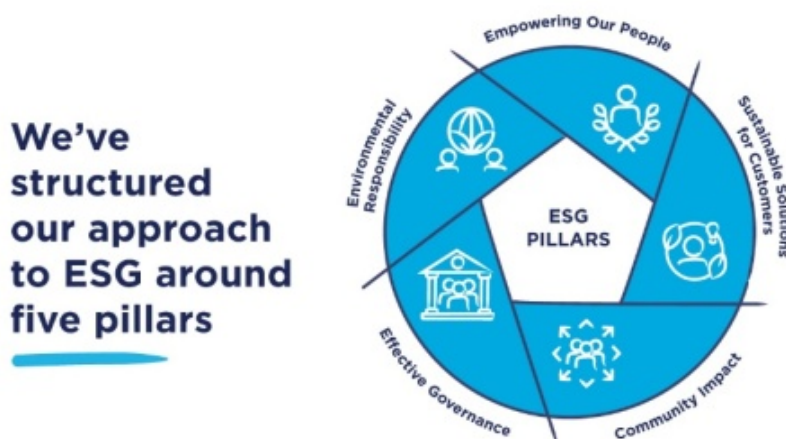 We've
structured
our approach
to ESG around
five pillars
Empowering Our People
Environmental
Responsibility
Sustainable Solutions
for Customers
ESG
PILLARS
Effective Governance
Community Impact